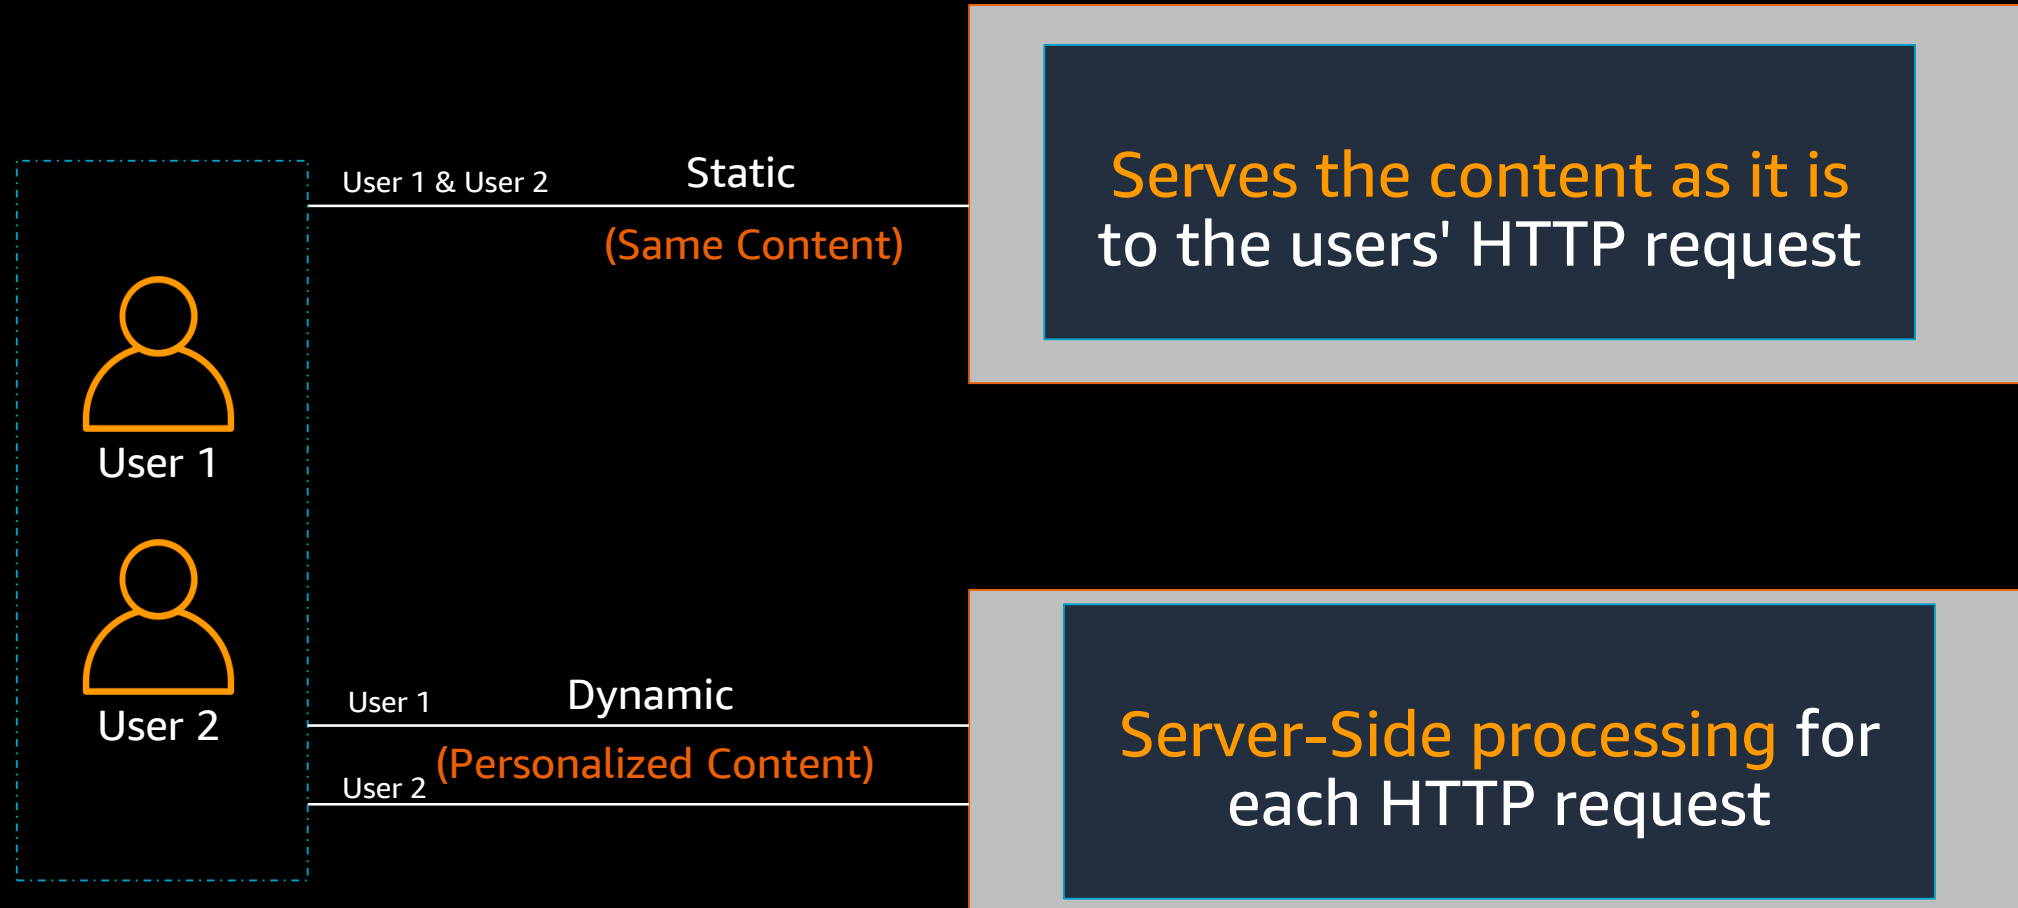 User 1 & User 2
Static
(Same Content)
Serves the content as it is
to the users' HTTP request
User 1
User 2
User 1
Dynamic
(Personalized Content)
User 2
Server-Side processing for
each HTTP request